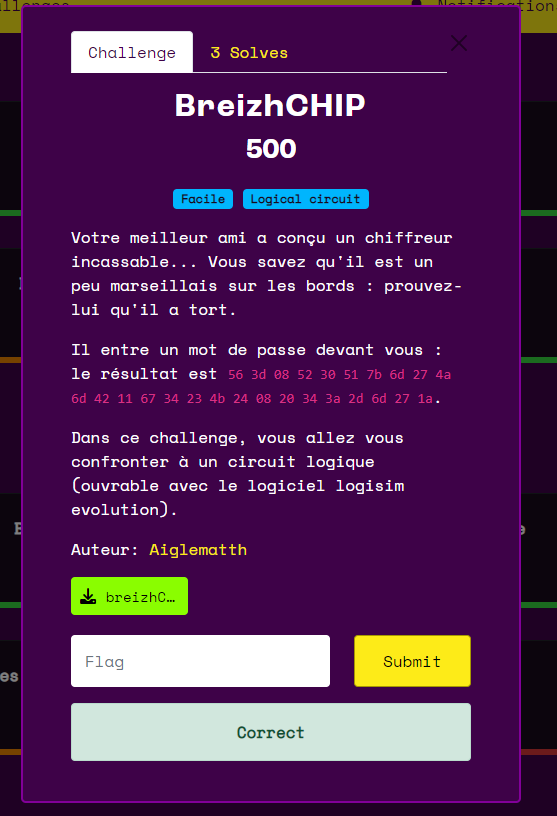 Challenge
3 Solves
BreizhCHIP
500
Facile
Logical circuit
Votre meilleur ami a conçu un chiffreur
incassable... Vous savez qu'il est un
peu marseillais sur les bords : prouvez-
lui qu'il a tort.
Il entre un mot de passe devant vous :
le résultat est 56 3d 08 52 30 51 7b 6d 27 4a
6d 42 11 67 34 23 4b 24 08 20 34 3a 2d 6d 27 1a.
Dans ce challenge, vous allez vous
confronter à un circuit logique
(ouvrable avec le logiciel logisim
evolution).
Auteur: Aiglematth
breizhC…
Flag
Submit
Correct